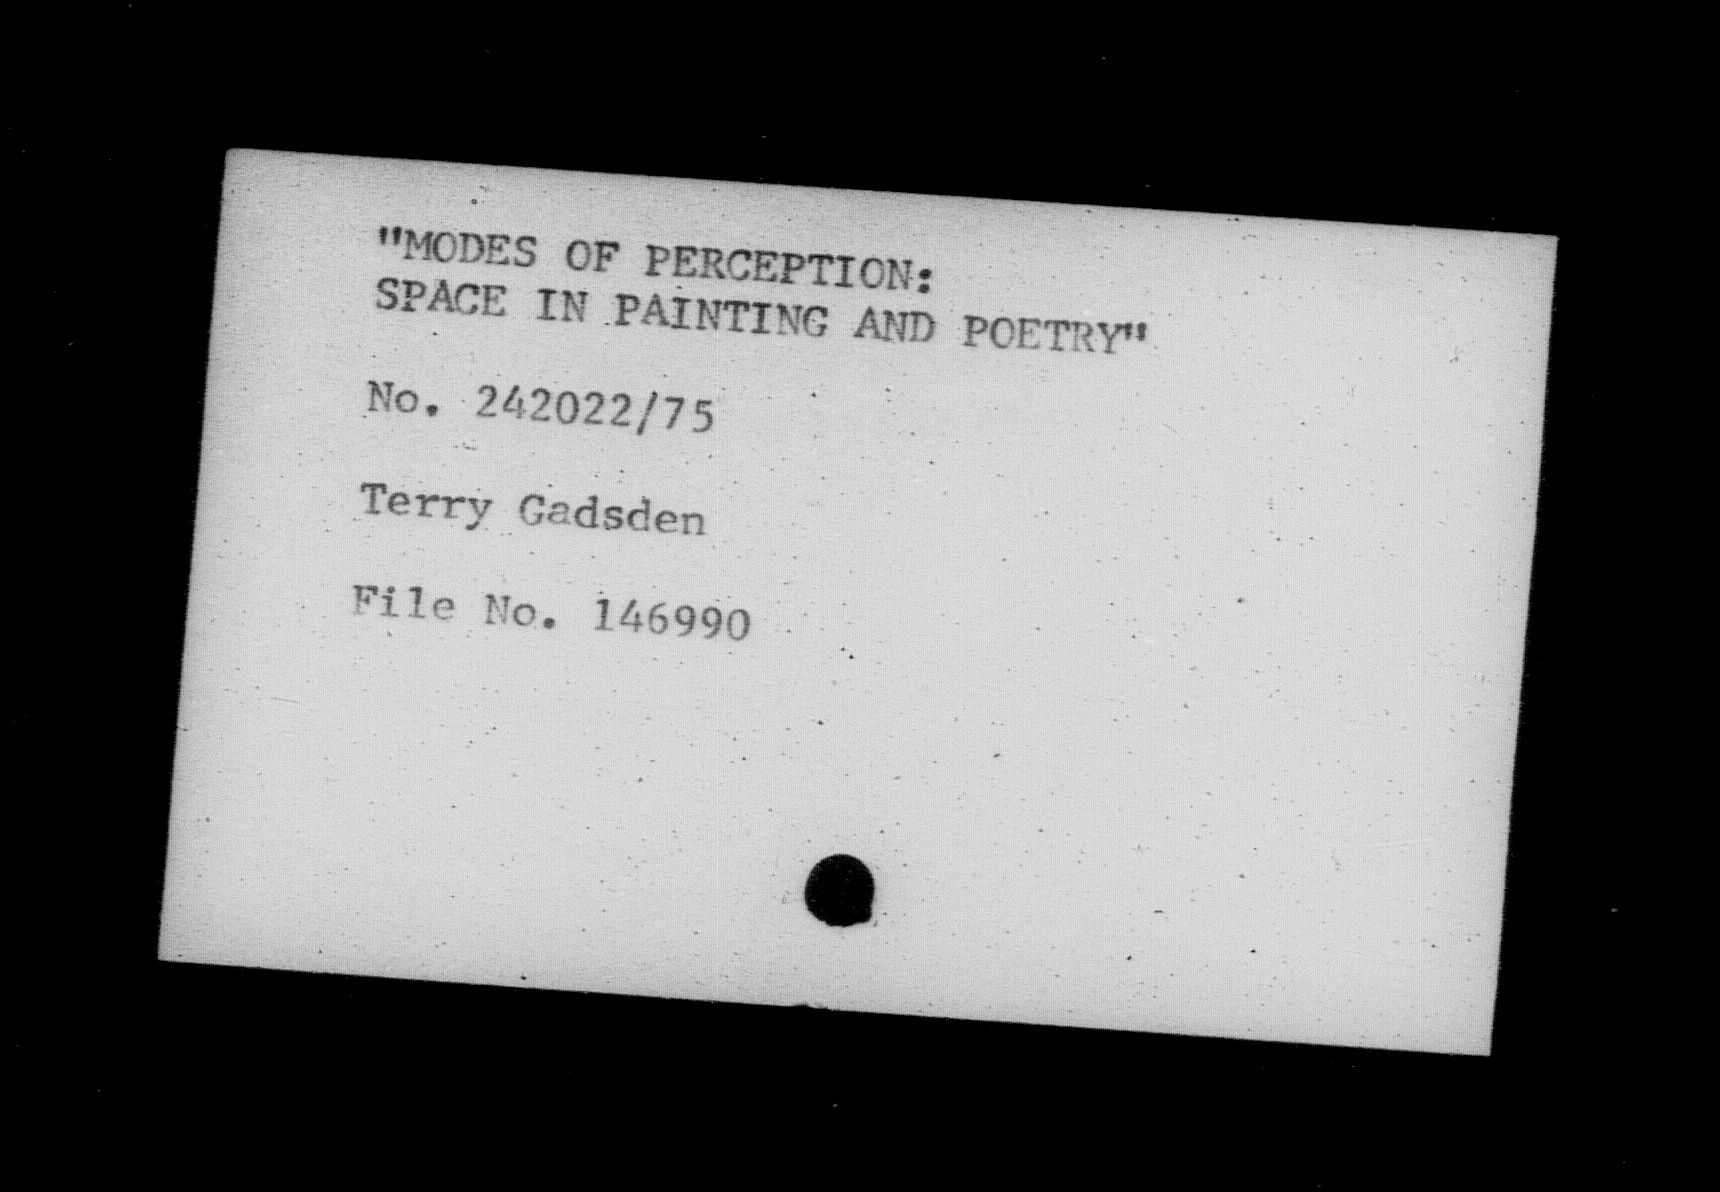 "MODES OF PERCEPTION:
SPACE IN PAINTING AND POETRY"
No. 242022/75
Terry Gadsden
File No. 146990